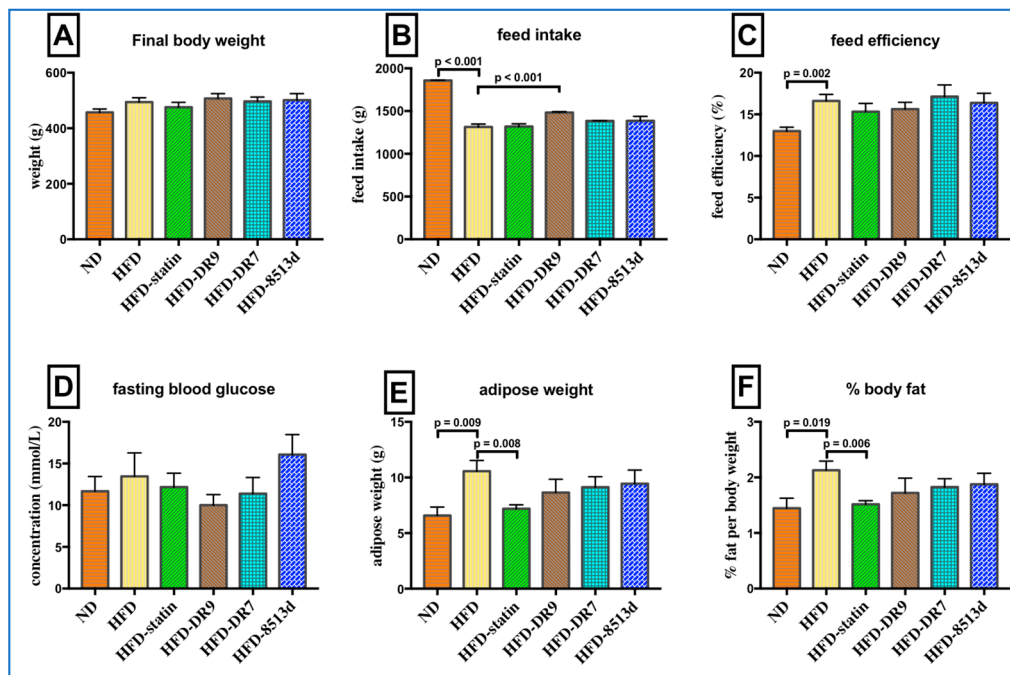 A
Final body weight
weight (g)
600
400
200
0
ND
HFD
HFD-statin
HFD-DR9
HFD-DR7
HFD-8513d
B
feed intake
p < 0.001
p < 0.001
feed intake (g)
2000
1500
1000
500
0
ND
HFD
HFD-statin
HFD-DR9
HFD-DR7
HFD-8513d
C
feed efficiency
p = 0.002
feed efficiency (%)
20
15
10
5
0
ND
HFD
HFD-statin
HFD-DR9
HFD-DR7
HFD-8513d
D
fasting blood glucose
concentration (mmol/L)
20
15
10
5
0
ND
HFD
HFD-statin
HFD-DR9
HFD-DR7
HFD-8513d
E
adipose weight
p = 0.009
p = 0.008
adipose weight (g)
15
10
5
0
ND
HFD
HFD-statin
HFD-DR9
HFD-DR7
HFD-8513d
F
% body fat
p = 0.019
p = 0.006
% fat per body weight
3
2
1
0
ND
HFD
HFD-statin
HFD-DR9
HFD-DR7
HFD-8513d